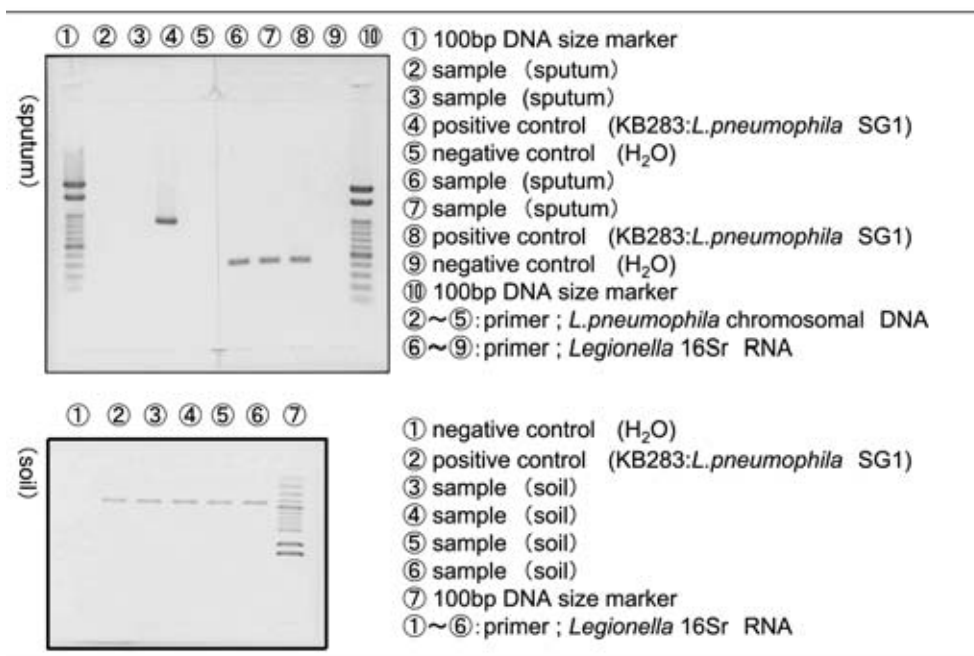 ① ② ③ ④ ⑤ ⑥ ⑦ ⑧ ⑨ ⑩
(sputum)
① 100bp DNA size marker
② sample （sputum）
③ sample (sputum）
④ positive control (KB283:L.pneumophila SG1)
⑤ negative control (H₂O)
⑥ sample (sputum）
⑦ sample （sputum）
⑧ positive control (KB283:L.pneumophila SG1)
⑨ negative control (H₂O)
⑩ 100bp DNA size marker
②～⑤:primer ; L.pneumophila chromosomal DNA
⑥～⑨:primer ; Legionella 16Sr RNA
① ② ③ ④ ⑤ ⑥ ⑦
(soil)
① negative control (H₂O)
② positive control (KB283:L.pneumophila SG1)
③ sample （soil）
④ sample （soil）
⑤ sample （soil）
⑥ sample （soil）
⑦ 100bp DNA size marker
①～⑥:primer ; Legionella 16Sr RNA